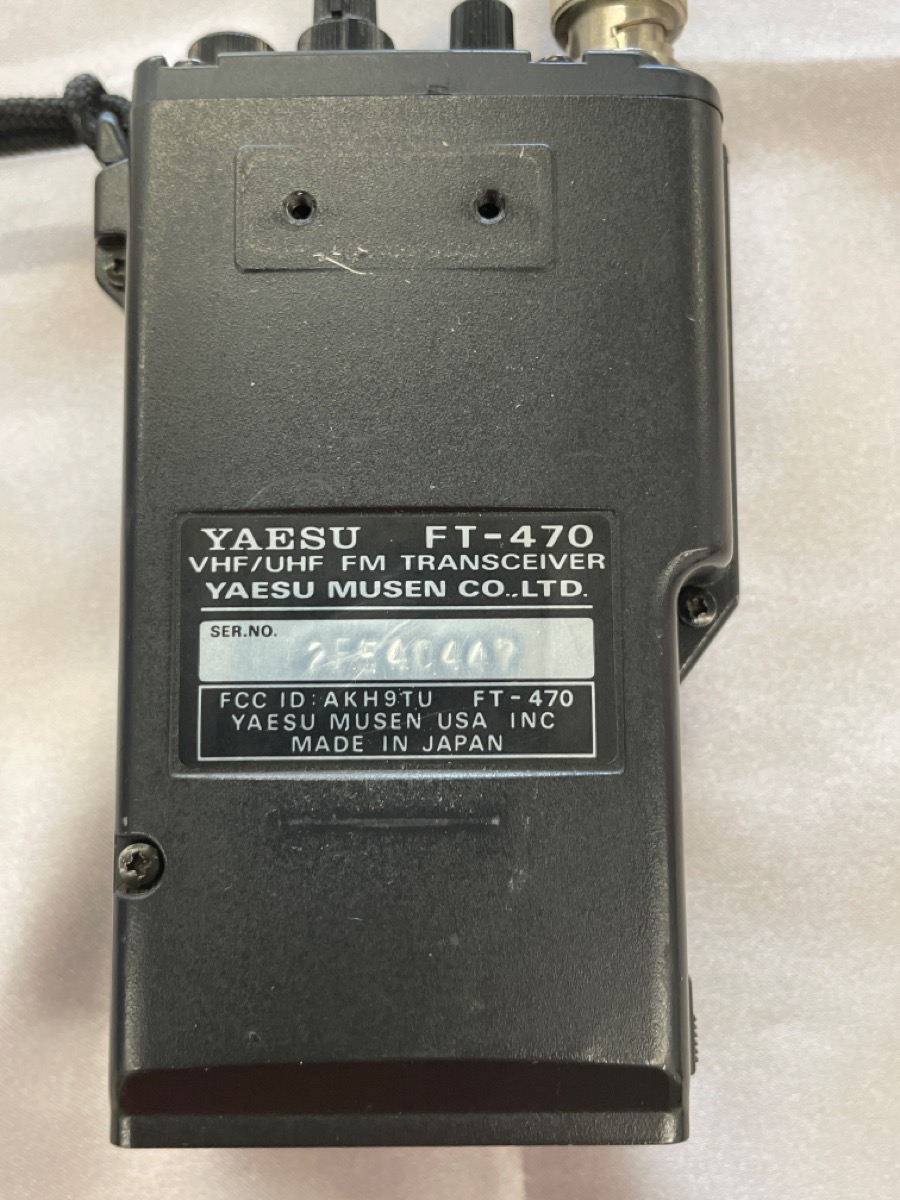 YAESU FT-470
VHF/UHF FM TRANSCEIVER
YAESU MUSEN CO.,LTD.
SER.NO.
FCC ID: AKH9TU FT-470
YAESU MUSEN USA INC
MADE IN JAPAN